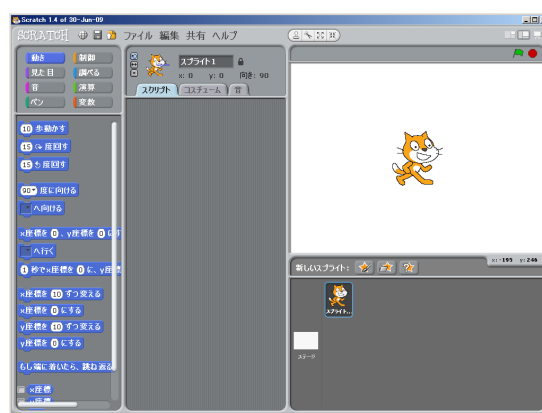 Scratch 1.4 of 30-Jun-09
SCRATCH ファイル 編集 共有 ヘルプ
動き 制御
見た目 調べる
音 演算
ペン 変数
スプライト1
x: 0 y: 0 向き: 90
スクリプト コスチューム 音
10 歩動かす
15 度回す
15 度回す
90 度に向ける
へ向ける
x座標を 0 、y座標を 0 に
へ行く
1 秒でx座標を 0 に、y座
x座標を 10 ずつ変える
x座標を 0 にする
y座標を 10 ずつ変える
y座標を 0 にする
もし端に着いたら、跳ね返る
x座標
y座標
x:-195 y:246
新しいスプライト:
スプライト..
ステージ